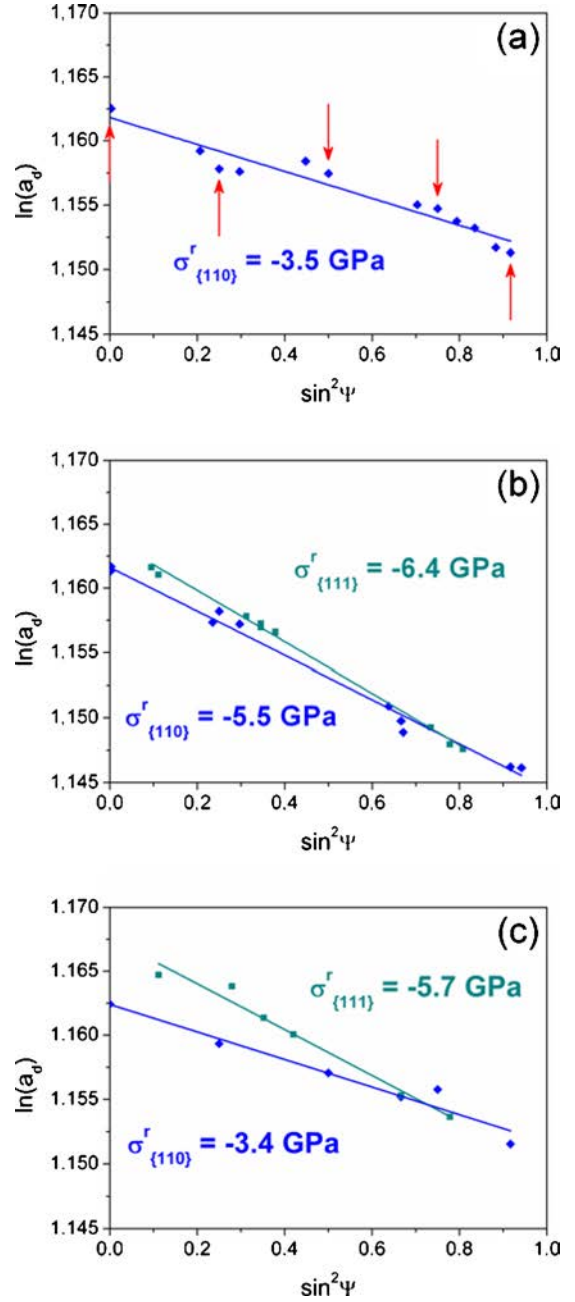 (a)
1,170
1,165
1,160
1,155
1,150
1,145
ln(a_d)
σ^r_{110} = -3.5 GPa
0.0 0.2 0.4 0.6 0.8 1.0
sin²Ψ
(b)
1,170
1,165
1,160
1,155
1,150
1,145
ln(a_d)
σ^r_{111} = -6.4 GPa
σ^r_{110} = -5.5 GPa
0.0 0.2 0.4 0.6 0.8 1.0
sin²Ψ
(c)
1.170
1.165
1.160
1.155
1.150
1.145
ln(a_d)
σ^r_{111} = -5.7 GPa
σ^r_{110} = -3.4 GPa
0.0 0.2 0.4 0.6 0.8 1.0
sin²Ψ